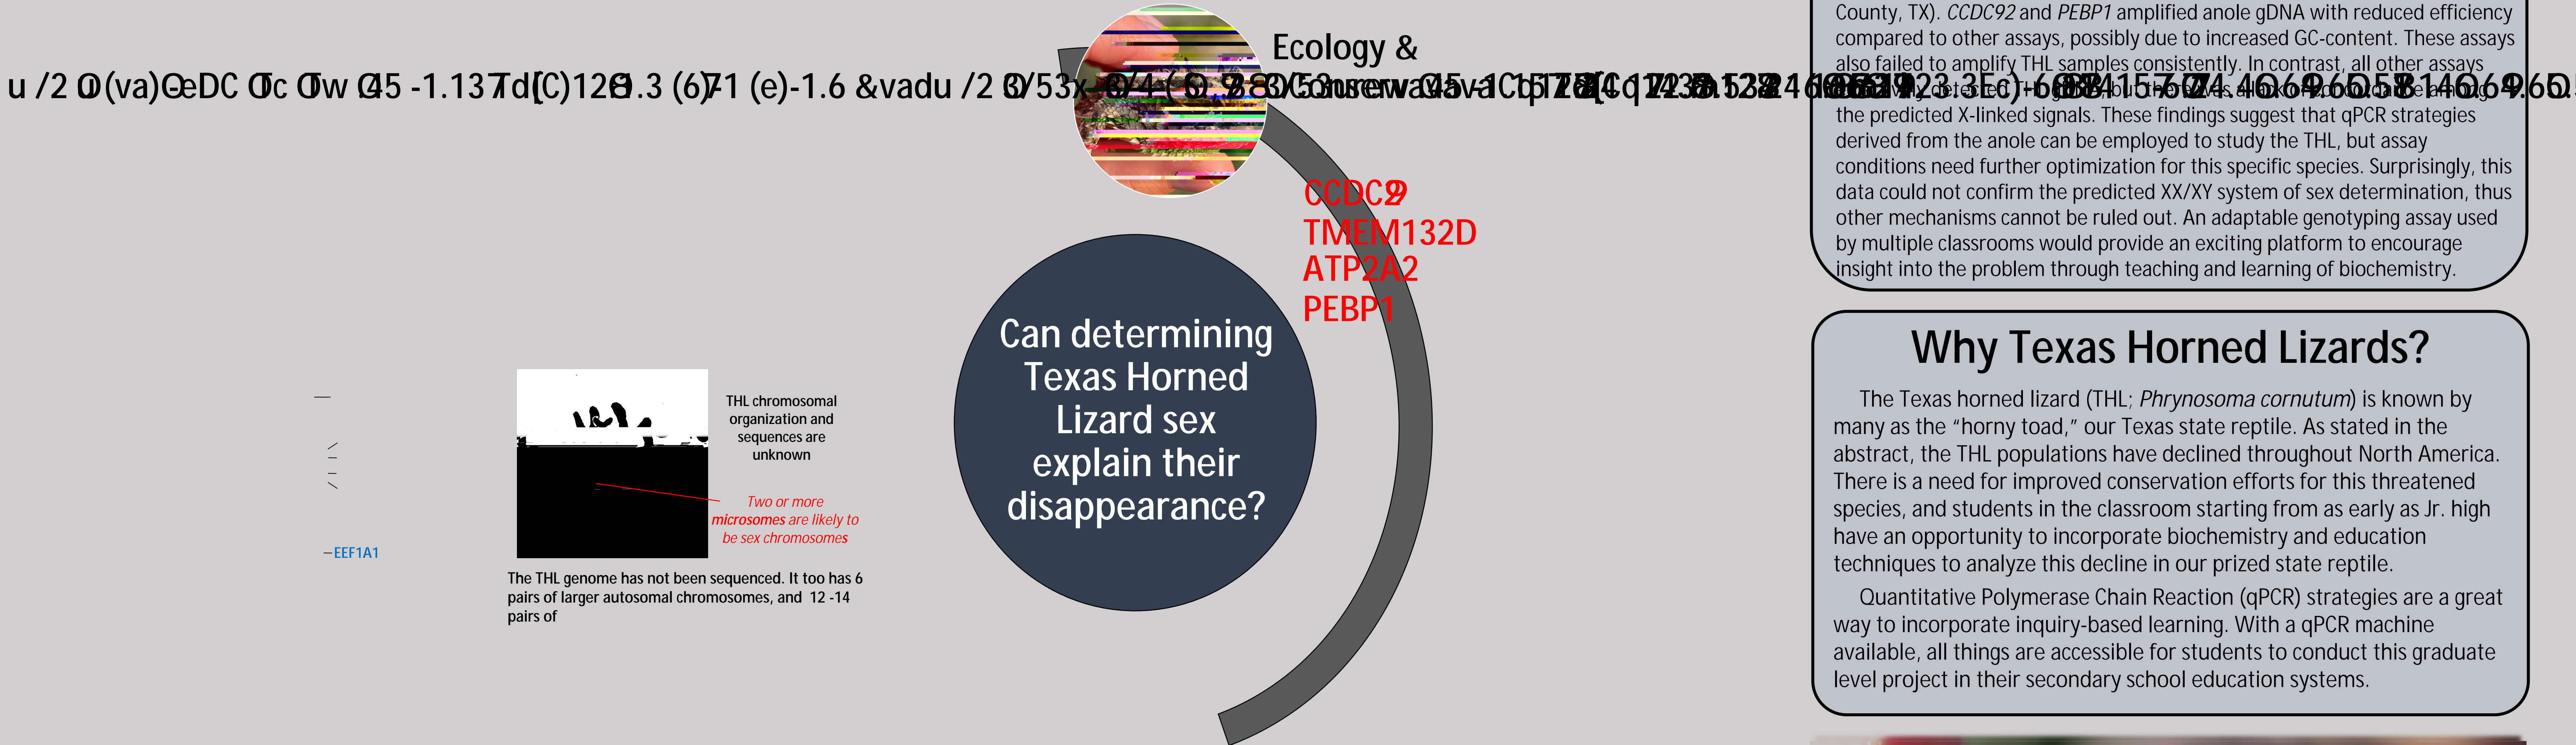 Ecology &
CCDC
TMEM132D
ATP2A2
PEBP1
Can determining
Texas Horned
Lizard sex
explain their
disappearance?
EEF1A1
THL chromosomal
organization and
sequences are
unknown
Two or more
microsomes are likely to
be sex chromosomes
The THL genome has not been sequenced. It too has 6
pairs of larger autosomal chromosomes, and 12 -14
pairs of
County, TX). CCDC92 and PEBP1 amplified anole gDNA with reduced efficiency
compared to other assays, possibly due to increased GC-content. These assays
also failed to amplify THL samples consistently. In contrast, all other assays
the predicted X-linked signals. These findings suggest that qPCR strategies
derived from the anole can be employed to study the THL, but assay
conditions need further optimization for this specific species. Surprisingly, this
data could not confirm the predicted XX/XY system of sex determination, thus
other mechanisms cannot be ruled out. An adaptable genotyping assay used
by multiple classrooms would provide an exciting platform to encourage
insight into the problem through teaching and learning of biochemistry.
Why Texas Horned Lizards?
The Texas horned lizard (THL; Phrynosoma cornutum) is known by
many as the “horny toad,” our Texas state reptile. As stated in the
abstract, the THL populations have declined throughout North America.
There is a need for improved conservation efforts for this threatened
species, and students in the classroom starting from as early as Jr. high
have an opportunity to incorporate biochemistry and education
techniques to analyze this decline in our prized state reptile.
Quantitative Polymerase Chain Reaction (qPCR) strategies are a great
way to incorporate inquiry-based learning. With a qPCR machine
available, all things are accessible for students to conduct this graduate
level project in their secondary school education systems.